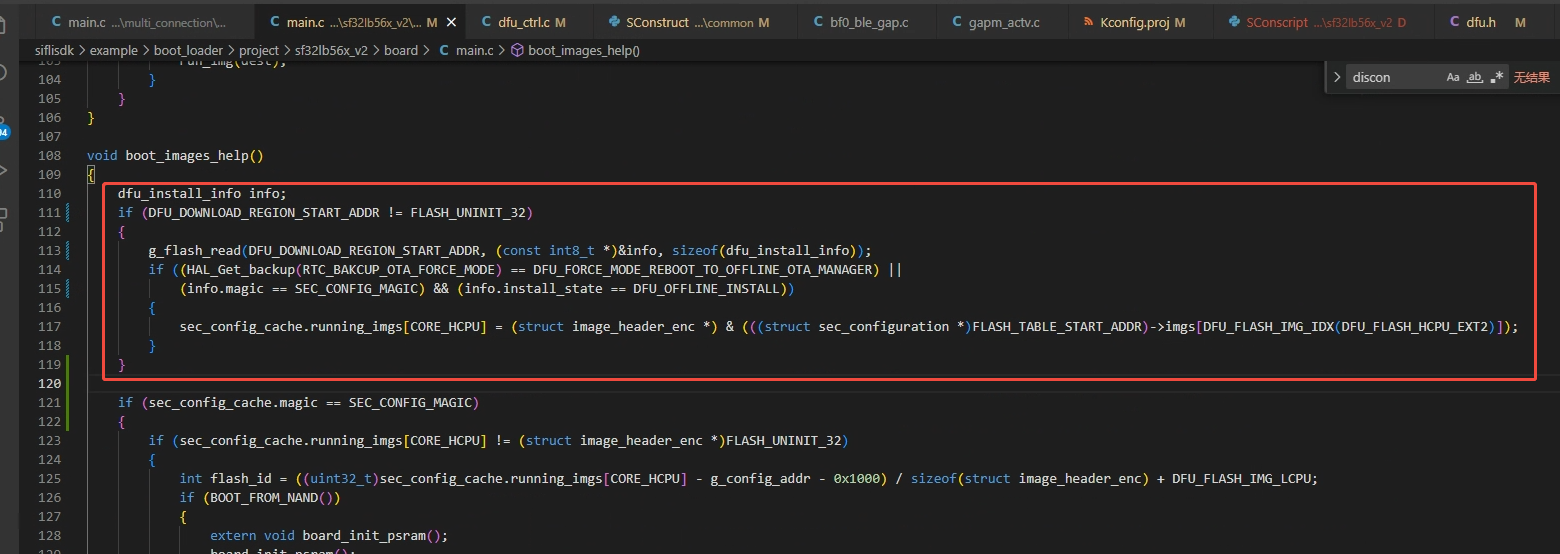 main.c ...\multi_connection\...
main.c ...\sf32lb56x_v2\... M
dfu_ctrl.c M
SConstruct ...\common M
bf0_ble_gap.c
gapm_actv.c
Kconfig.proj M
SConscript ...\sf32lb56x_v2 D
dfu.h M
siflisdk > example > boot_loader > project > sf32lb56x_v2 > board > C main.c > boot_images_help()
discon Aa ab .* 无结果
103 run_img(dest);
104 }
105 }
106 }
107
108 void boot_images_help()
109 {
110 dfu_install_info info;
111 if (DFU_DOWNLOAD_REGION_START_ADDR != FLASH_UNINIT_32)
112 {
113 g_flash_read(DFU_DOWNLOAD_REGION_START_ADDR, (const int8_t *)&info, sizeof(dfu_install_info));
114 if ((HAL_Get_backup(RTC_BAKCUP_OTA_FORCE_MODE) == DFU_FORCE_MODE_REBOOT_TO_OFFLINE_OTA_MANAGER) ||
115 (info.magic == SEC_CONFIG_MAGIC) && (info.install_state == DFU_OFFLINE_INSTALL))
116 {
117 sec_config_cache.running_imgs[CORE_HCPU] = (struct image_header_enc *) & (((struct sec_configuration *)FLASH_TABLE_START_ADDR)->imgs[DFU_FLASH_IMG_IDX(DFU_FLASH_HCPU_EXT2)]);
118 }
119 }
120
121 if (sec_config_cache.magic == SEC_CONFIG_MAGIC)
122 {
123 if (sec_config_cache.running_imgs[CORE_HCPU] != (struct image_header_enc *)FLASH_UNINIT_32)
124 {
125 int flash_id = ((uint32_t)sec_config_cache.running_imgs[CORE_HCPU] - g_config_addr - 0x1000) / sizeof(struct image_header_enc) + DFU_FLASH_IMG_LCPU;
126 if (BOOT_FROM_NAND())
127 {
128 extern void board_init_psram();
129 board_init_psram();